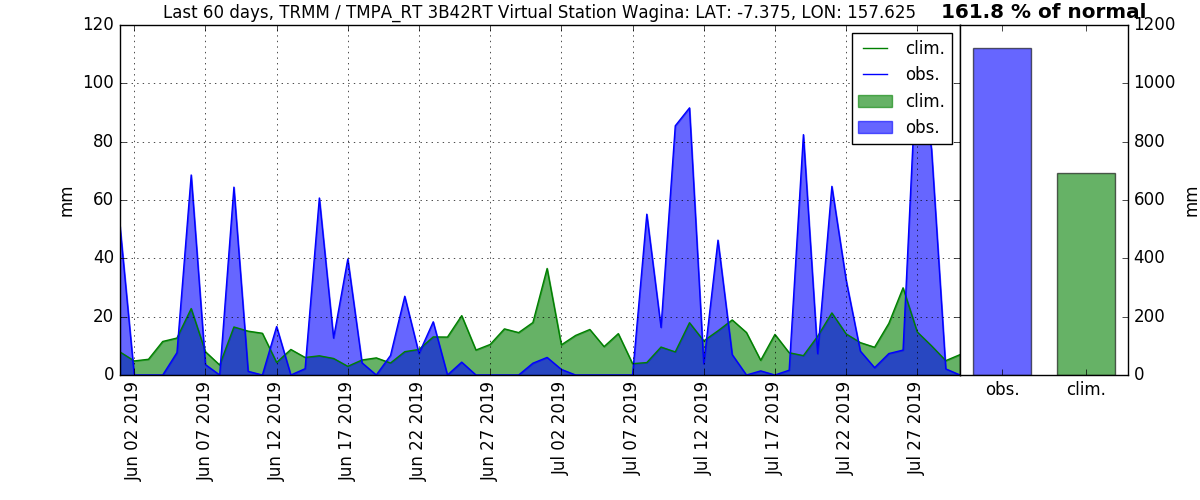 Last 60 days, TRMM / TMPA_RT 3B42RT Virtual Station Wagina: LAT: -7.375, LON: 157.625
161.8 % of normal
120
100
80
60
40
20
0
mm
clim.
obs.
clim.
obs.
1200
1000
800
600
400
200
0
mm
Jun 02 2019
Jun 07 2019
Jun 12 2019
Jun 17 2019
Jun 22 2019
Jun 27 2019
Jul 02 2019
Jul 07 2019
Jul 12 2019
Jul 17 2019
Jul 22 2019
Jul 27 2019
obs.
clim.